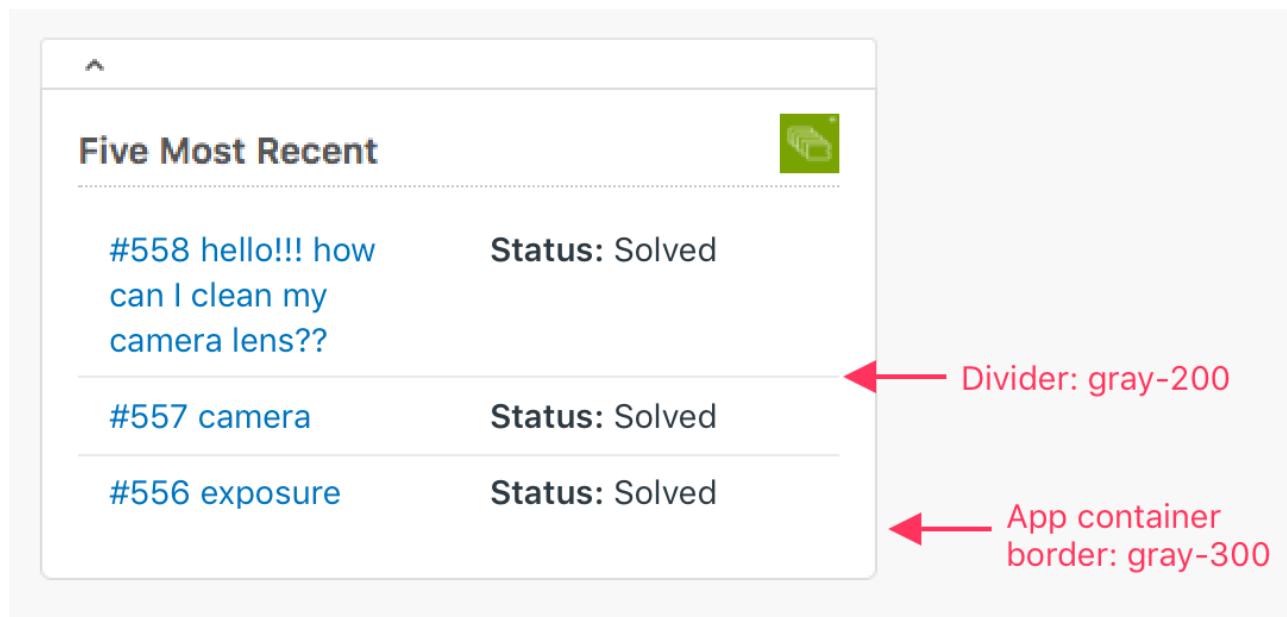 Five Most Recent
#558 hello!!! how
can I clean my
camera lens??
Status: Solved
Divider: gray-200
#557 camera
Status: Solved
#556 exposure
Status: Solved
App container
border: gray-300